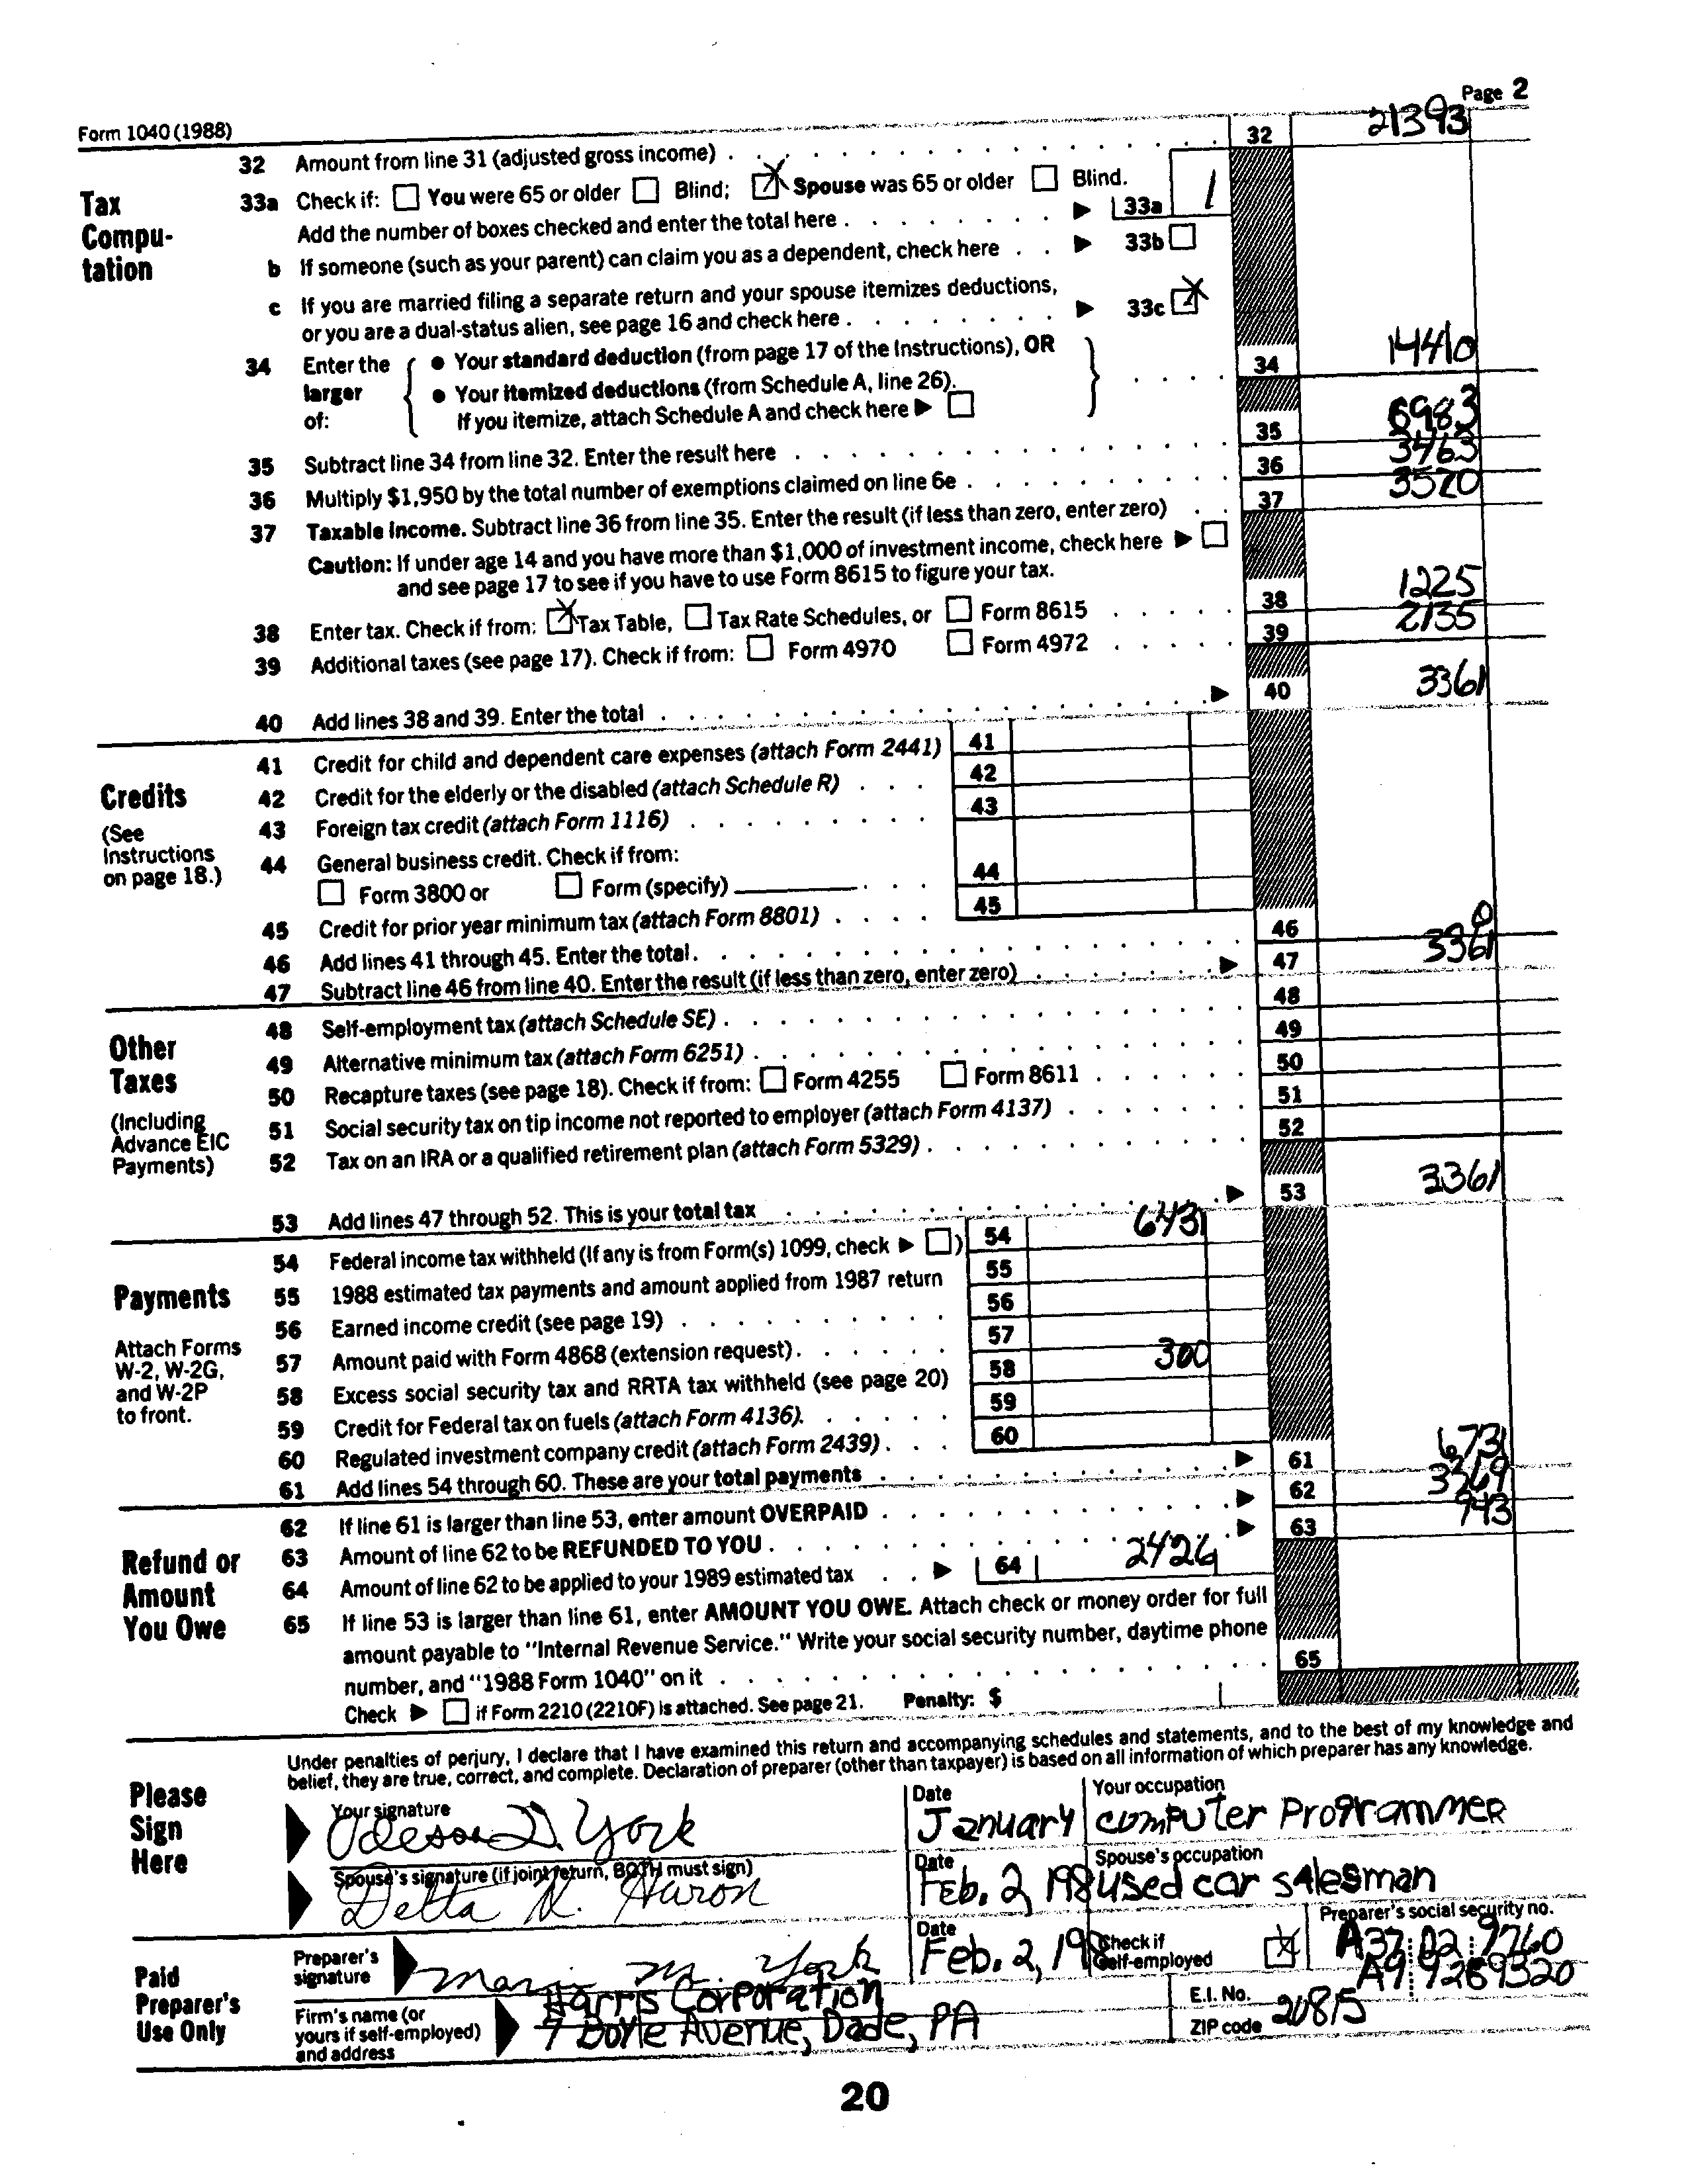 Form 1040 (1988) Page 2
Tax Computation
32 Amount from line 31 (adjusted gross income) 32 21393
33a Check if: You were 65 or older Blind; X Spouse was 65 or older Blind.
Add the number of boxes checked and enter the total here 33a 1
b If someone (such as your parent) can claim you as a dependent, check here 33b
c If you are married filing a separate return and your spouse itemizes deductions,
or you are a dual-status alien, see page 16 and check here 33c X
34 Enter the larger of: • Your standard deduction (from page 17 of the Instructions), OR
• Your itemized deductions (from Schedule A, line 26).
If you itemize, attach Schedule A and check here 34 14410
35 Subtract line 34 from line 32. Enter the result here 35 6983
36 Multiply $1,950 by the total number of exemptions claimed on line 6e 36 3463
37 Taxable income. Subtract line 36 from line 35. Enter the result (if less than zero, enter zero) 37 3520
Caution: If under age 14 and you have more than $1,000 of investment income, check here
and see page 17 to see if you have to use Form 8615 to figure your tax.
38 Enter tax. Check if from: X Tax Table, Tax Rate Schedules, or Form 8615 38 1225
39 Additional taxes (see page 17). Check if from: Form 4970 Form 4972 39 2135
40 Add lines 38 and 39. Enter the total 40 3361
Credits
(See Instructions on page 18.)
41 Credit for child and dependent care expenses (attach Form 2441) 41
42 Credit for the elderly or the disabled (attach Schedule R) 42
43 Foreign tax credit (attach Form 1116) 43
44 General business credit. Check if from:
Form 3800 or Form (specify) 44
45 Credit for prior year minimum tax (attach Form 8801) 45
46 Add lines 41 through 45. Enter the total 46 0
47 Subtract line 46 from line 40. Enter the result (if less than zero, enter zero) 47 3361
Other Taxes
(Including Advance EIC Payments)
48 Self-employment tax (attach Schedule SE) 48
49 Alternative minimum tax (attach Form 6251) 49
50 Recapture taxes (see page 18). Check if from: Form 4255 Form 8611 50
51 Social security tax on tip income not reported to employer (attach Form 4137) 51
52 Tax on an IRA or a qualified retirement plan (attach Form 5329) 52
53 Add lines 47 through 52. This is your total tax 53 3361
Payments
Attach Forms W-2, W-2G, and W-2P to front.
54 Federal income tax withheld (If any is from Form(s) 1099, check ) 54 6431
55 1988 estimated tax payments and amount applied from 1987 return 55
56 Earned income credit (see page 19) 56
57 Amount paid with Form 4868 (extension request) 57
58 Excess social security tax and RRTA tax withheld (see page 20) 58 300
59 Credit for Federal tax on fuels (attach Form 4136) 59
60 Regulated investment company credit (attach Form 2439) 60
61 Add lines 54 through 60. These are your total payments 61 6731
Refund or Amount You Owe
62 If line 61 is larger than line 53, enter amount OVERPAID 62 3369
63 Amount of line 62 to be REFUNDED TO YOU 63 943
64 Amount of line 62 to be applied to your 1989 estimated tax 64 2426
65 If line 53 is larger than line 61, enter AMOUNT YOU OWE. Attach check or money order for full
amount payable to "Internal Revenue Service." Write your social security number, daytime phone
number, and "1988 Form 1040" on it 65
Check if Form 2210 (2210F) is attached. See page 21. Penalty: $
Please Sign Here
Under penalties of perjury, I declare that I have examined this return and accompanying schedules and statements, and to the best of my knowledge and
belief, they are true, correct, and complete. Declaration of preparer (other than taxpayer) is based on all information of which preparer has any knowledge.
Your signature Date Your occupation
D. York January computer Programmer
Spouse's signature (if joint return, BOTH must sign) Date Spouse's occupation
Delta N. Aaron Feb. 2, 198 used car salesman
Paid Preparer's Use Only
Preparer's signature Date Check if self-employed X Preparer's social security no.
M. York Feb. 2, 198 A37 02 9760
Firm's name (or yours if self-employed) and address
Harris Corporation E.I. No. A9 9269320
7 Boyle Avenue, Dade, PA ZIP code 20815
20